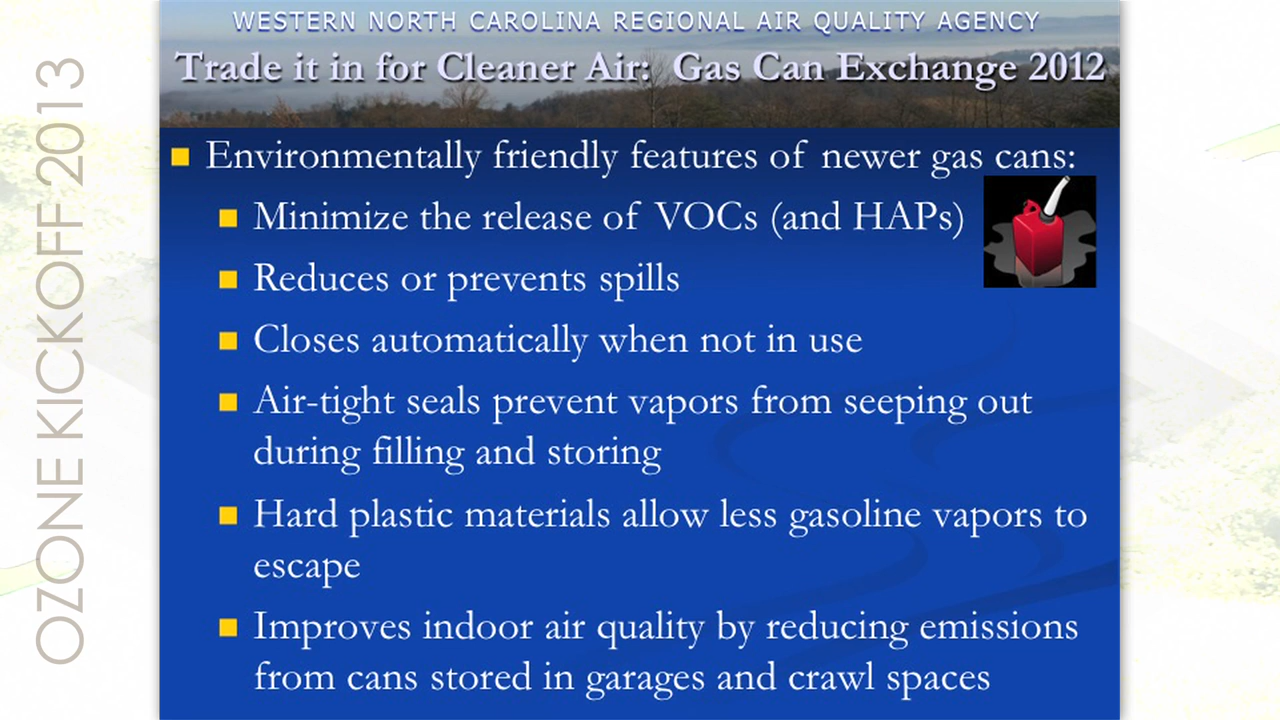 WESTERN NORTH CAROLINA REGIONAL AIR QUALITY AGENCY
Trade it in for Cleaner Air: Gas Can Exchange 2012
Environmentally friendly features of newer gas cans:
Minimize the release of VOCs (and HAPs)
Reduces or prevents spills
Closes automatically when not in use
Air-tight seals prevent vapors from seeping out
during filling and storing
Hard plastic materials allow less gasoline vapors to
escape
Improves indoor air quality by reducing emissions
from cans stored in garages and crawl spaces
OZONE KICKOFF 2013